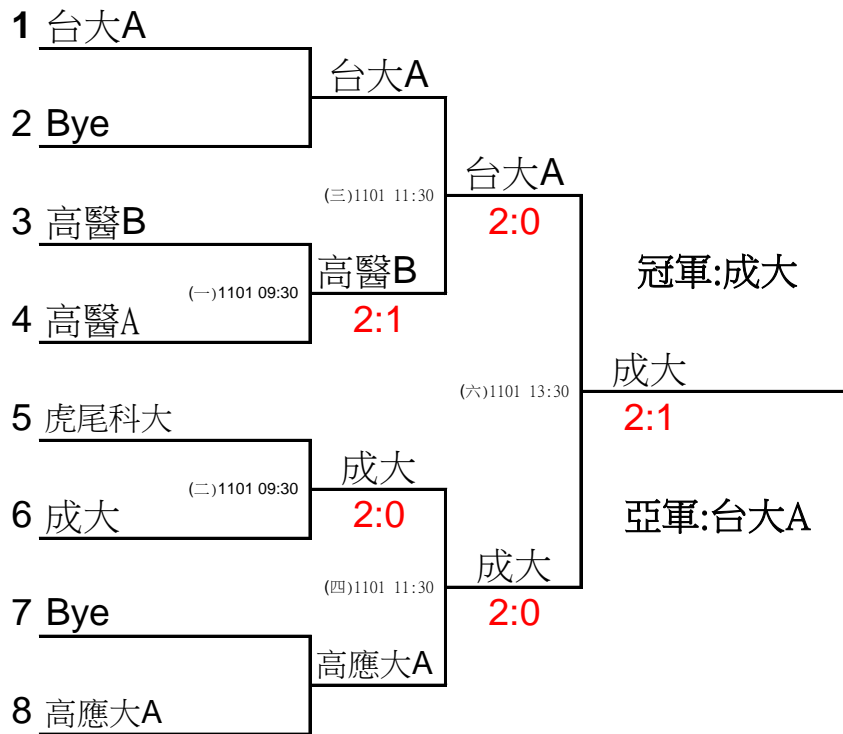 1 台大A
台大A
2 Bye
(三)1101 11:30
台大A
2:0
3 高醫B
高醫B
冠軍:成大
(一)1101 09:30
4 高醫A
2:1
(六)1101 13:30
成大
2:1
5 虎尾科大
成大
(二)1101 09:30
6 成大
2:0
亞軍:台大A
(四)1101 11:30
成大
2:0
7 Bye
高應大A
8 高應大A